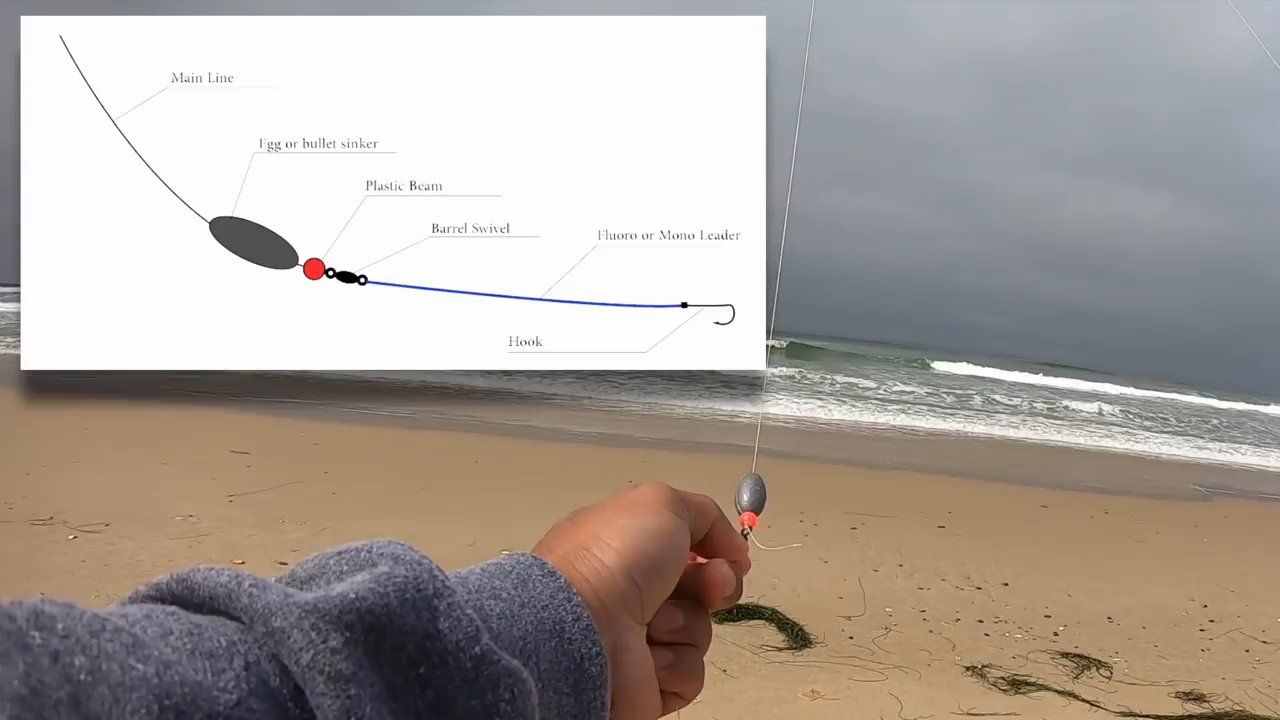 Main Line
Egg or bullet sinker
Plastic Beam
Barrel Swivel
Fluoro or Mono Leader
Hook